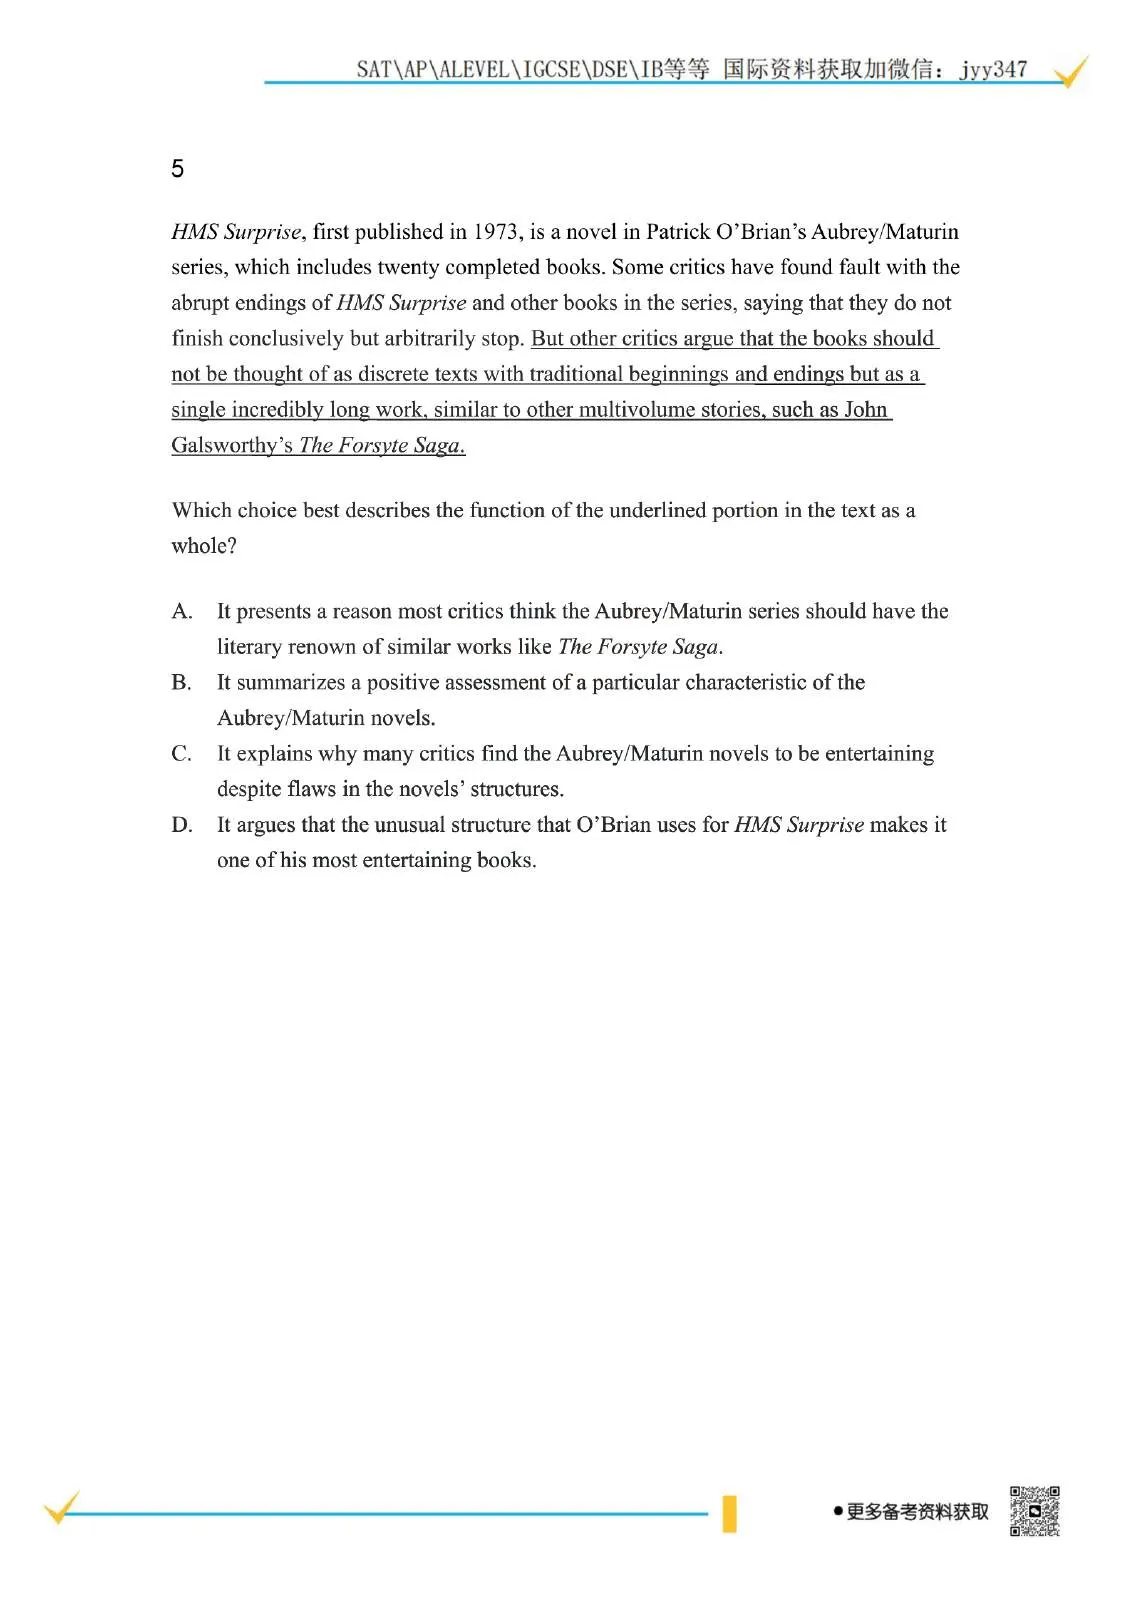 SAT\AP\ALEVEL\IGCSE\DSE\IB等等 国际资料获取加微信：jyy347
5
HMS Surprise, first published in 1973, is a novel in Patrick O’Brian’s Aubrey/Maturin
series, which includes twenty completed books. Some critics have found fault with the
abrupt endings of HMS Surprise and other books in the series, saying that they do not
finish conclusively but arbitrarily stop. But other critics argue that the books should
not be thought of as discrete texts with traditional beginnings and endings but as a
single incredibly long work, similar to other multivolume stories, such as John
Galsworthy’s The Forsyte Saga.
Which choice best describes the function of the underlined portion in the text as a
whole?
A. It presents a reason most critics think the Aubrey/Maturin series should have the
literary renown of similar works like The Forsyte Saga.
B. It summarizes a positive assessment of a particular characteristic of the
Aubrey/Maturin novels.
C. It explains why many critics find the Aubrey/Maturin novels to be entertaining
despite flaws in the novels’ structures.
D. It argues that the unusual structure that O’Brian uses for HMS Surprise makes it
one of his most entertaining books.
●更多备考资料获取